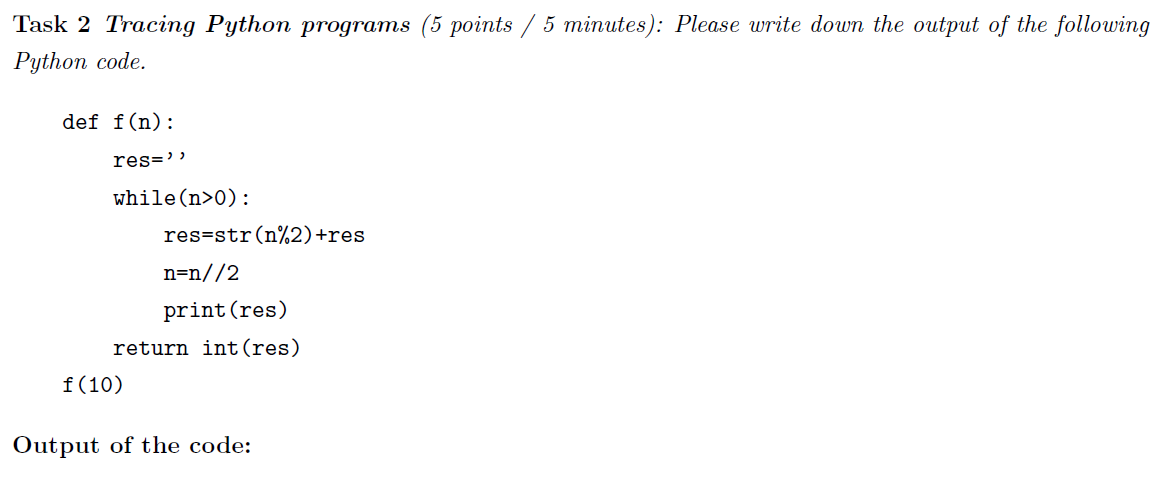 Task 2 Tracing Python programs (5 points / 5 minutes): Please write down the output of the following
Python code.
def f(n):
res=’’
while(n>0):
res=str(n%2)+res
n=n//2
print(res)
return int(res)
f(10)
Output of the code: